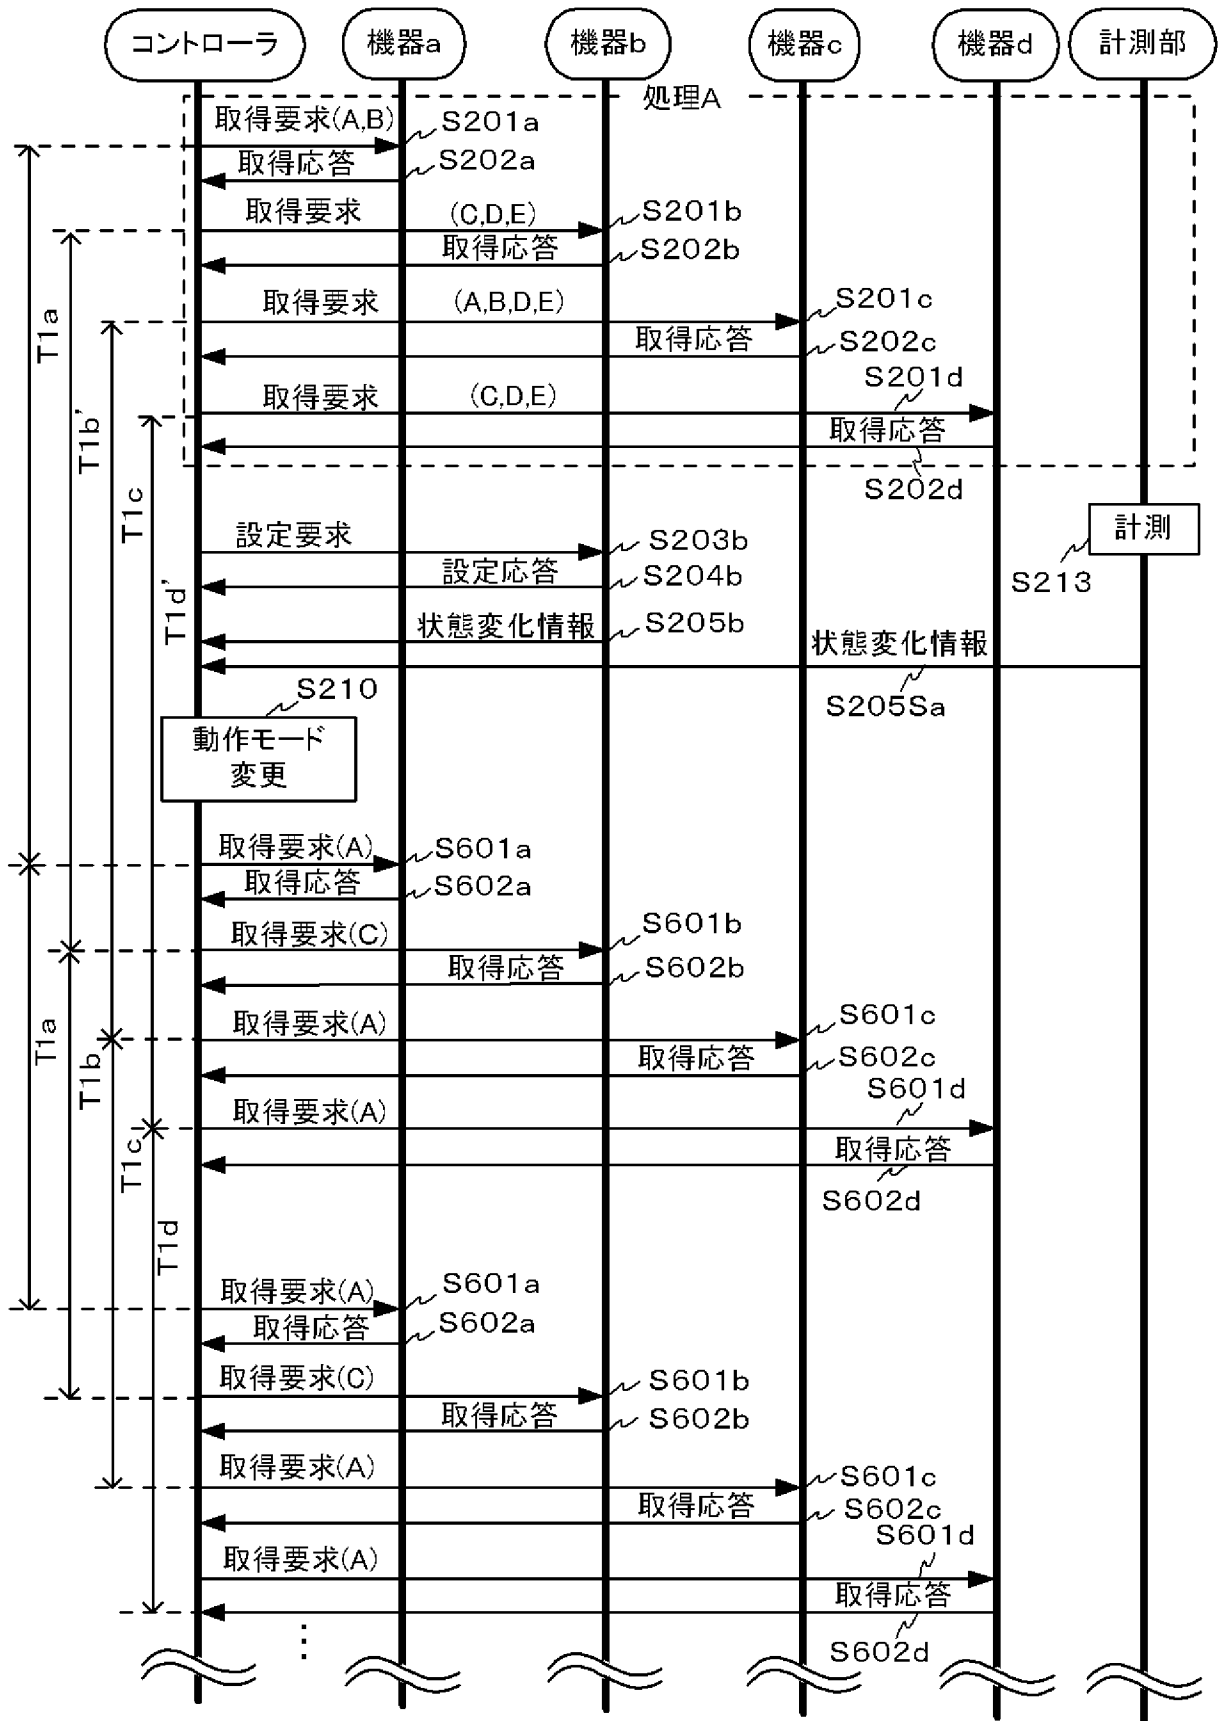 コントローラ
機器a
機器b
機器c
機器d
計測部
処理A
取得要求(A,B)
S201a
取得応答
S202a
取得要求 (C,D,E)
S201b
取得応答
S202b
取得要求 (A,B,D,E)
S201c
取得応答
S202c
取得要求 (C,D,E)
S201d
取得応答
S202d
T1a
T1b'
T1c
T1d'
計測
S213
設定要求
S203b
設定応答
S204b
状態変化情報
S205b
状態変化情報
S205Sa
S210
動作モード
変更
取得要求(A)
S601a
取得応答
S602a
取得要求(C)
S601b
取得応答
S602b
取得要求(A)
S601c
取得応答
S602c
取得要求(A)
S601d
取得応答
S602d
T1a
T1b
T1c
T1d
取得要求(A)
S601a
取得応答
S602a
取得要求(C)
S601b
取得応答
S602b
取得要求(A)
S601c
取得応答
S602c
取得要求(A)
S601d
取得応答
S602d
⋮